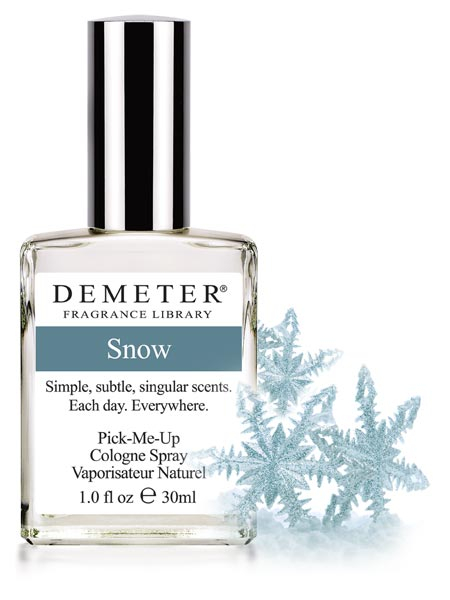 DEMETER®
FRAGRANCE LIBRARY
Snow
Simple, subtle, singular scents.
Each day. Everywhere.
Pick-Me-Up
Cologne Spray
Vaporisateur Naturel
1.0 fl oz ℮ 30ml